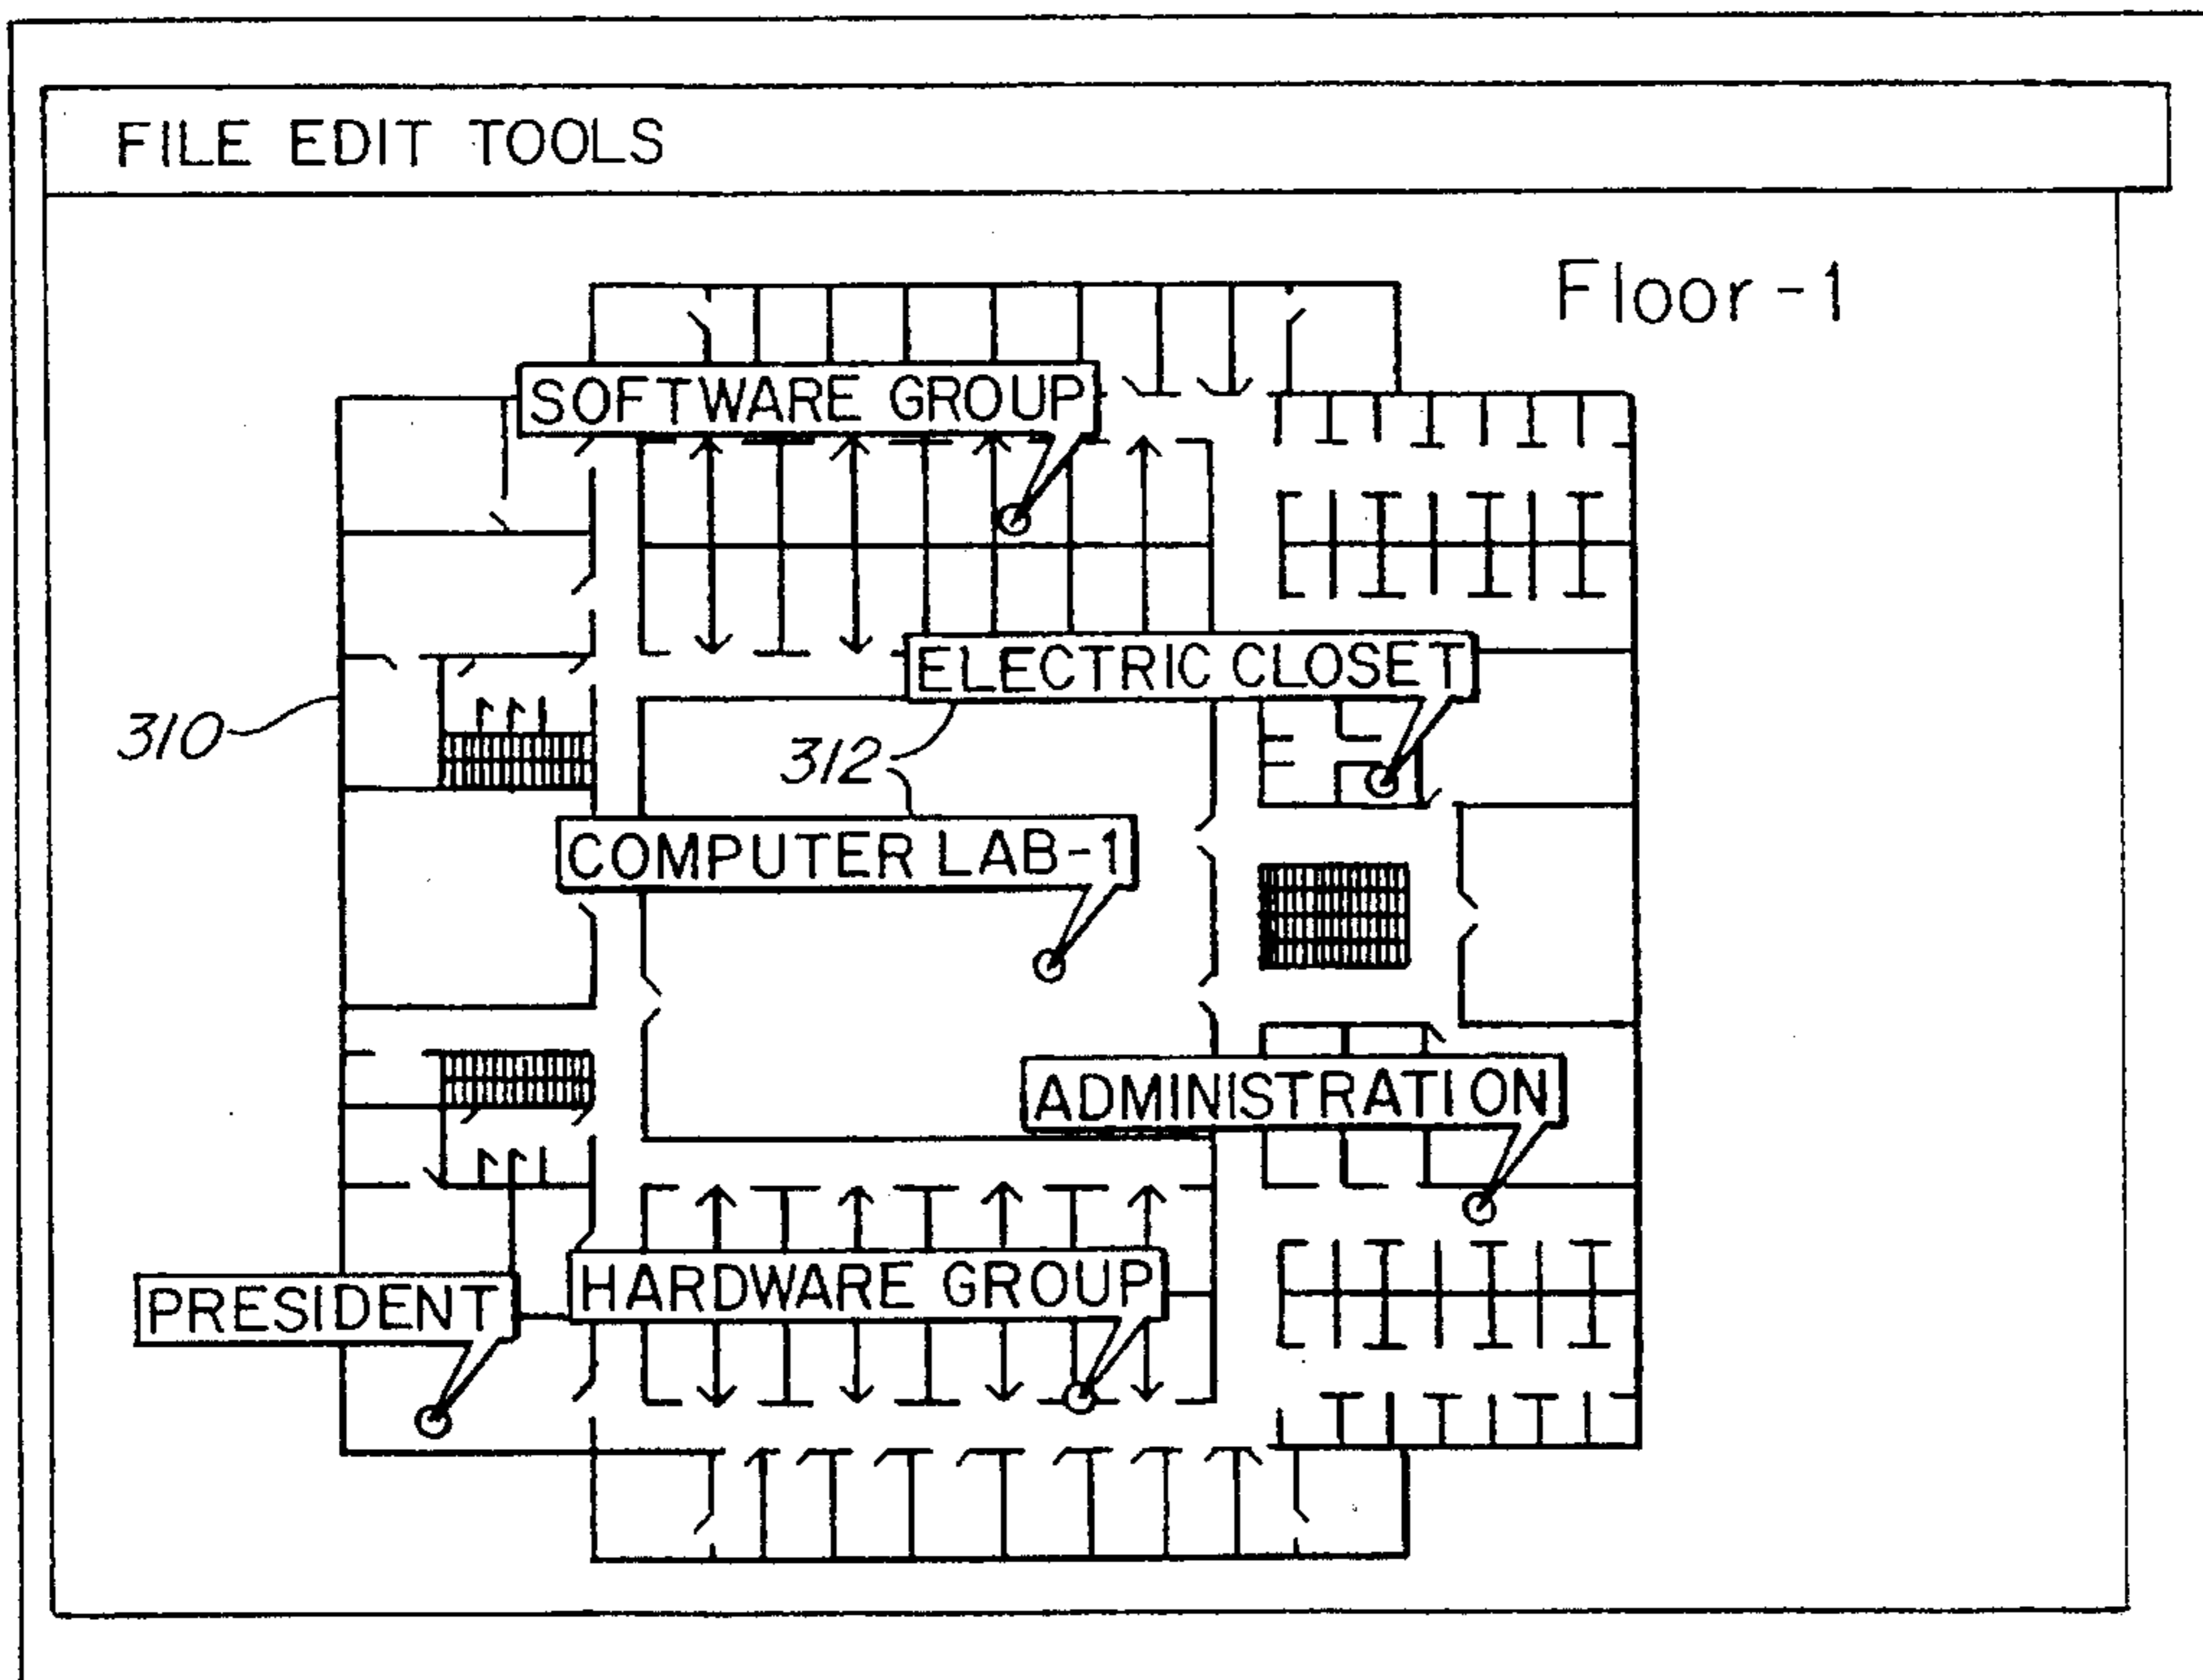 FILE EDIT TOOLS
Floor-1
SOFTWARE GROUP
ELECTRIC CLOSET
310
312
COMPUTER LAB-1
ADMINISTRATION
HARDWARE GROUP
PRESIDENT